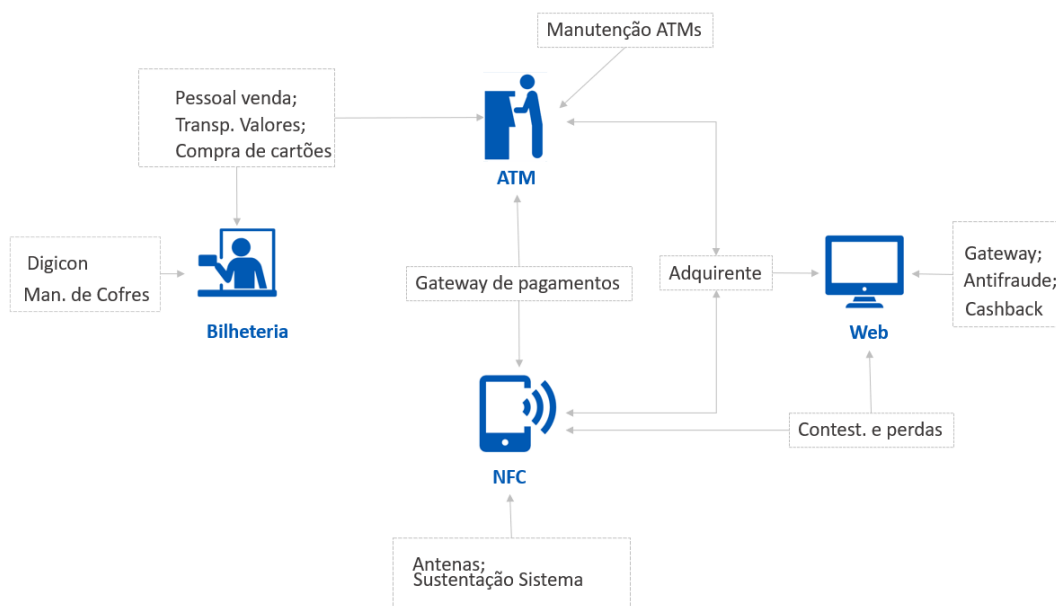 Manutenção ATMs
Pessoal venda;
Transp. Valores;
Compra de cartões
ATM
Digicon
Man. de Cofres
Bilheteria
Gateway de pagamentos
Adquirente
Gateway;
Antifraude;
Cashback
Web
Contest. e perdas
NFC
Antenas;
Sustentação Sistema